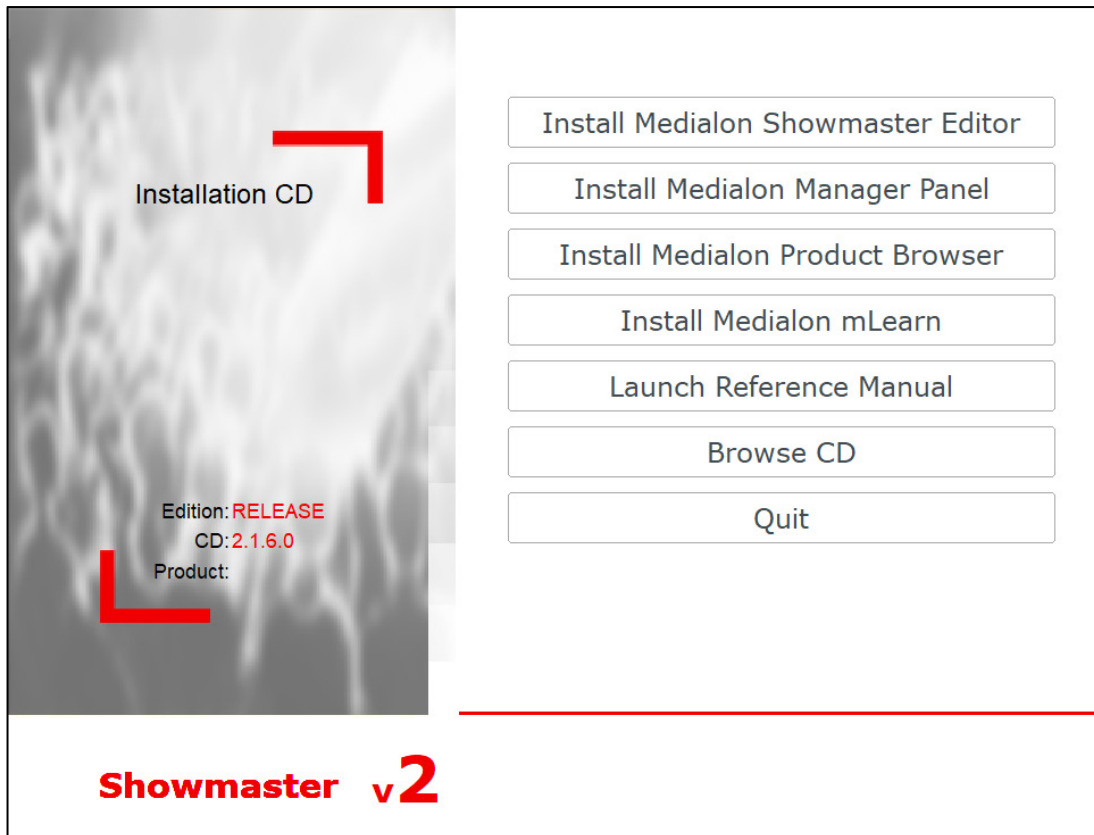 Installation CD
Edition: RELEASE
CD: 2.1.6.0
Product:
Install Medialon Showmaster Editor
Install Medialon Manager Panel
Install Medialon Product Browser
Install Medialon mLearn
Launch Reference Manual
Browse CD
Quit
Showmaster v2